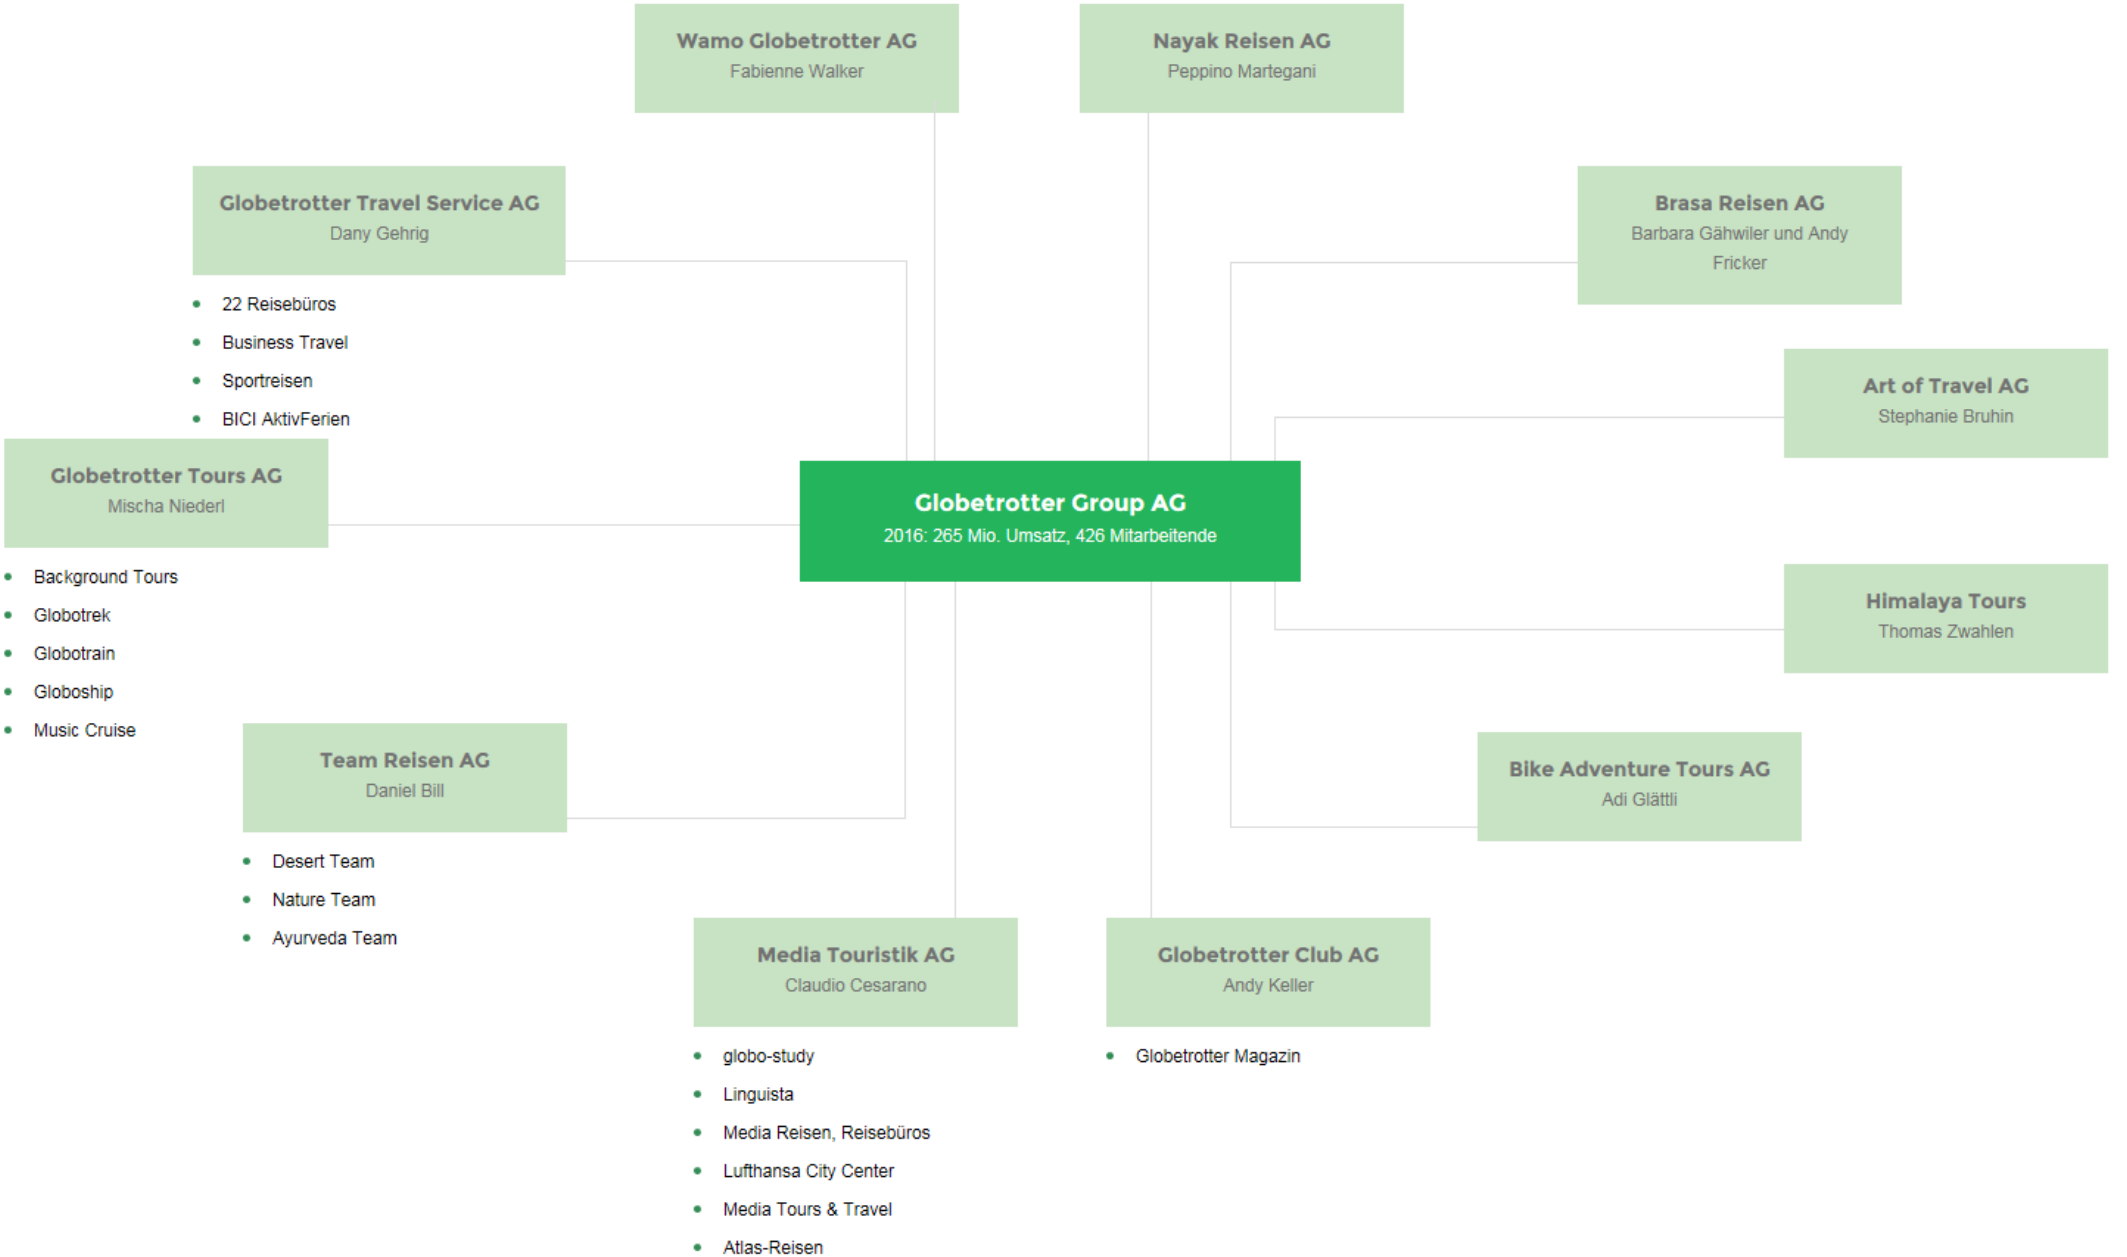 Wamo Globetrotter AG
Fabienne Walker
Nayak Reisen AG
Peppino Martegani
Globetrotter Travel Service AG
Dany Gehrig
22 Reisebüros
Business Travel
Sportreisen
BICI AktivFerien
Brasa Reisen AG
Barbara Gähwiler und Andy
Fricker
Art of Travel AG
Stephanie Bruhin
Globetrotter Tours AG
Mischa Niederl
Background Tours
Globotrek
Globotrain
Globoship
Music Cruise
Globetrotter Group AG
2016: 265 Mio. Umsatz, 426 Mitarbeitende
Himalaya Tours
Thomas Zwahlen
Team Reisen AG
Daniel Bill
Desert Team
Nature Team
Ayurveda Team
Bike Adventure Tours AG
Adi Glättli
Media Touristik AG
Claudio Cesarano
globo-study
Linguista
Media Reisen, Reisebüros
Lufthansa City Center
Media Tours & Travel
Atlas-Reisen
Globetrotter Club AG
Andy Keller
Globetrotter Magazin